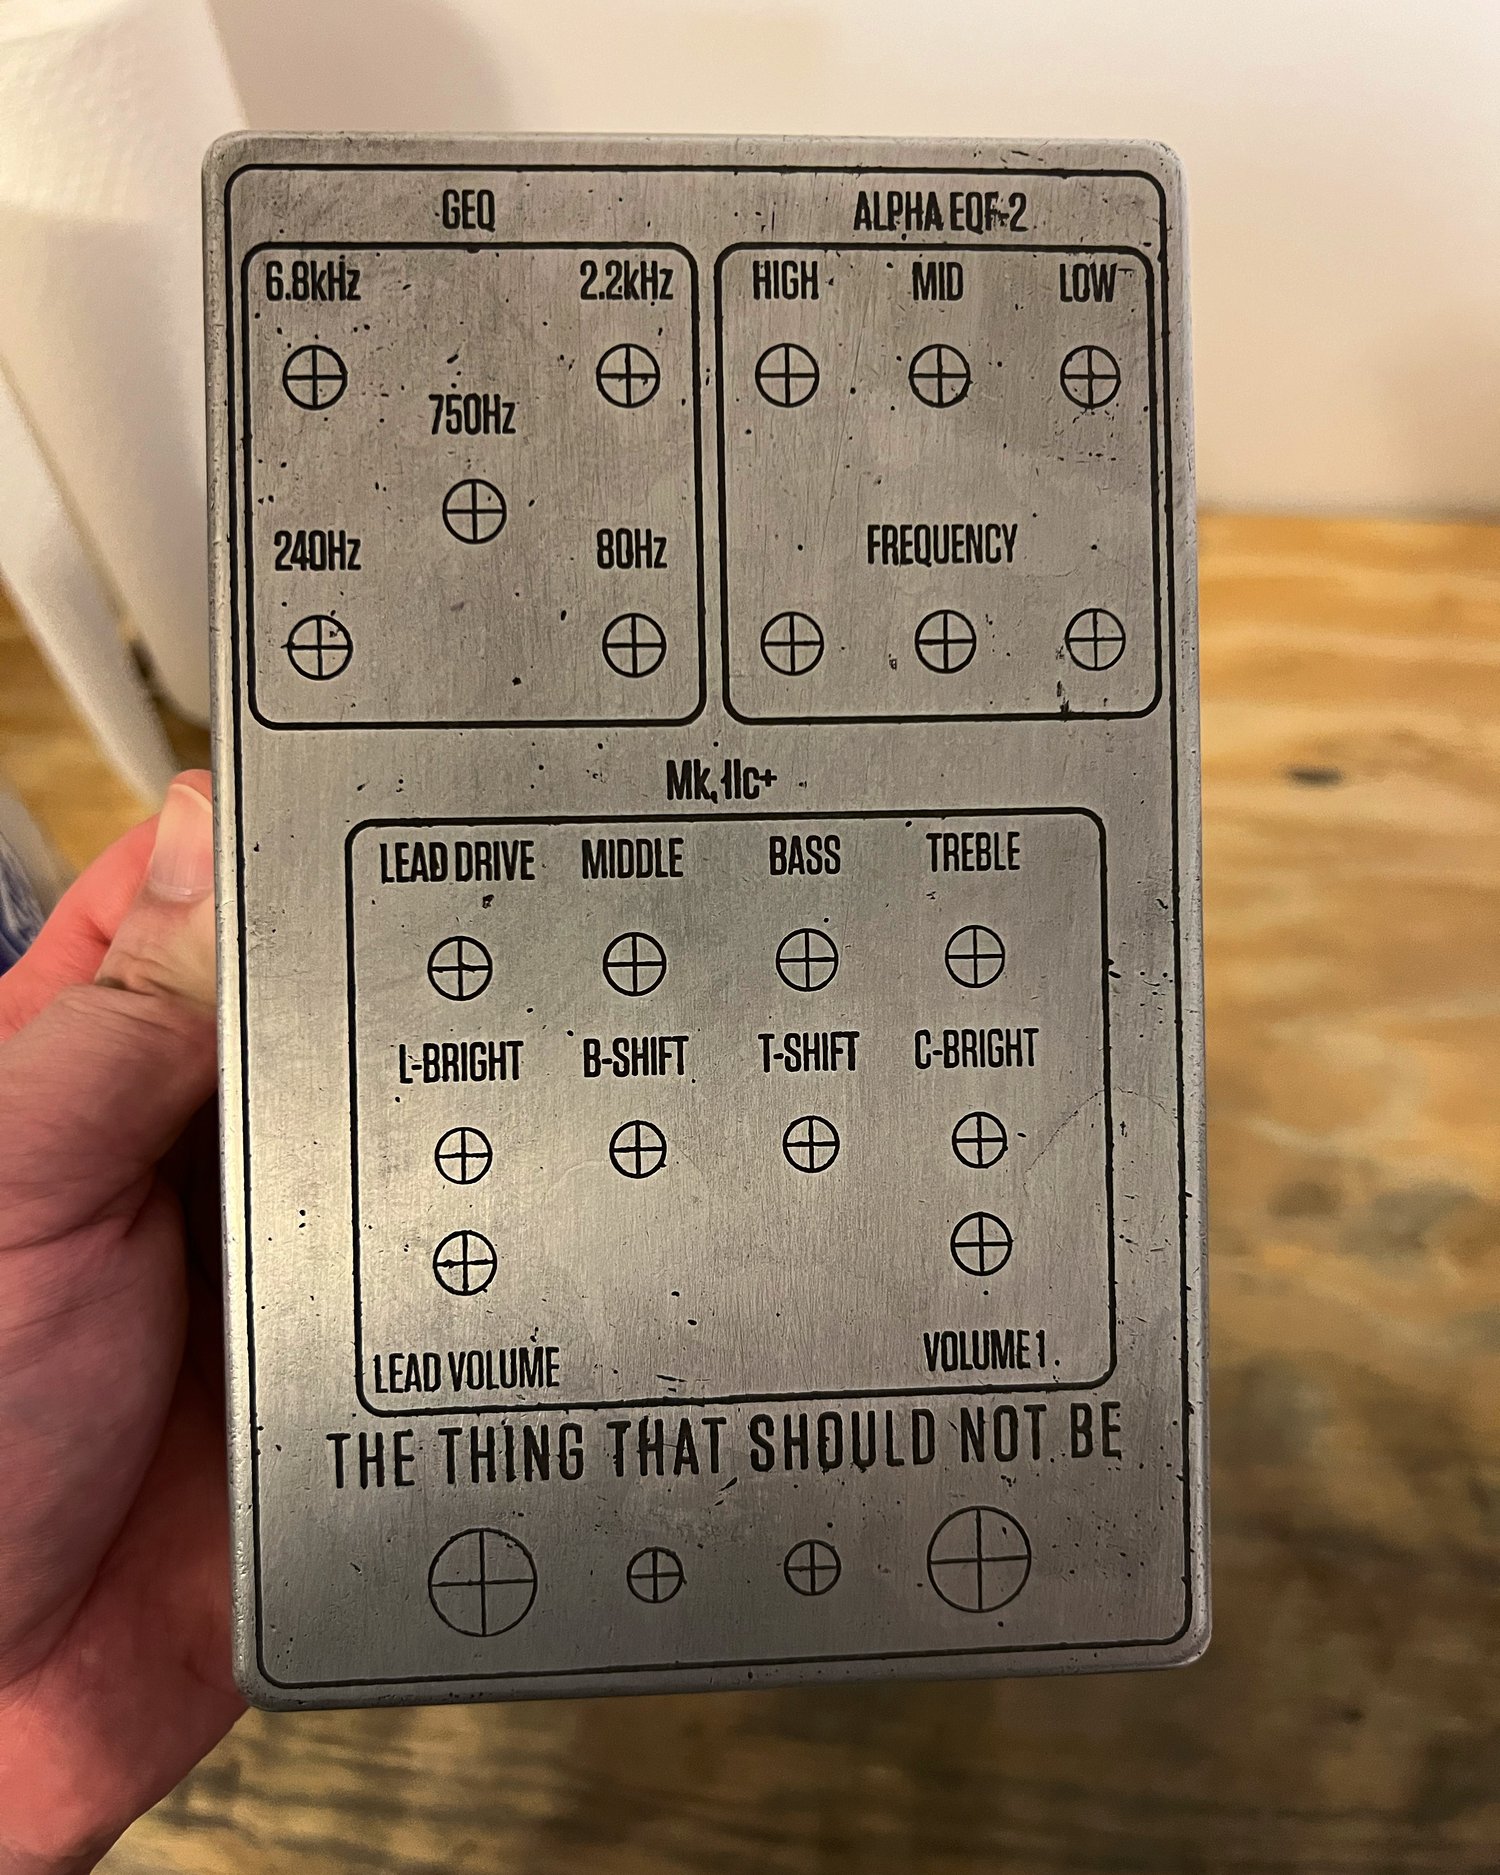 GEQ
ALPHA EQF-2
6.8kHz 2.2kHz
HIGH MID LOW
750Hz
240Hz 80Hz
FREQUENCY
Mk, IIc+
LEAD DRIVE MIDDLE BASS TREBLE
L-BRIGHT B-SHIFT T-SHIFT C-BRIGHT
LEAD VOLUME VOLUME 1
THE THING THAT SHOULD NOT BE